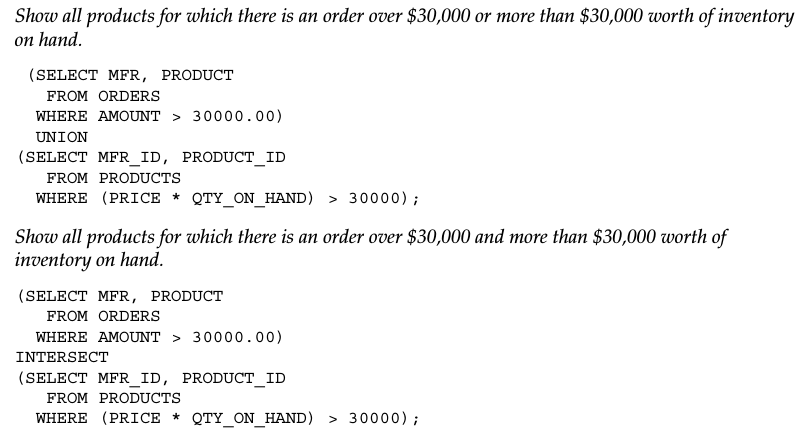 Show all products for which there is an order over $30,000 or more than $30,000 worth of inventory
on hand.
(SELECT MFR, PRODUCT
FROM ORDERS
WHERE AMOUNT > 30000.00)
UNION
(SELECT MFR_ID, PRODUCT_ID
FROM PRODUCTS
WHERE (PRICE * QTY_ON_HAND) > 30000);
Show all products for which there is an order over $30,000 and more than $30,000 worth of
inventory on hand.
(SELECT MFR, PRODUCT
FROM ORDERS
WHERE AMOUNT > 30000.00)
INTERSECT
(SELECT MFR_ID, PRODUCT_ID
FROM PRODUCTS
WHERE (PRICE * QTY_ON_HAND) > 30000);